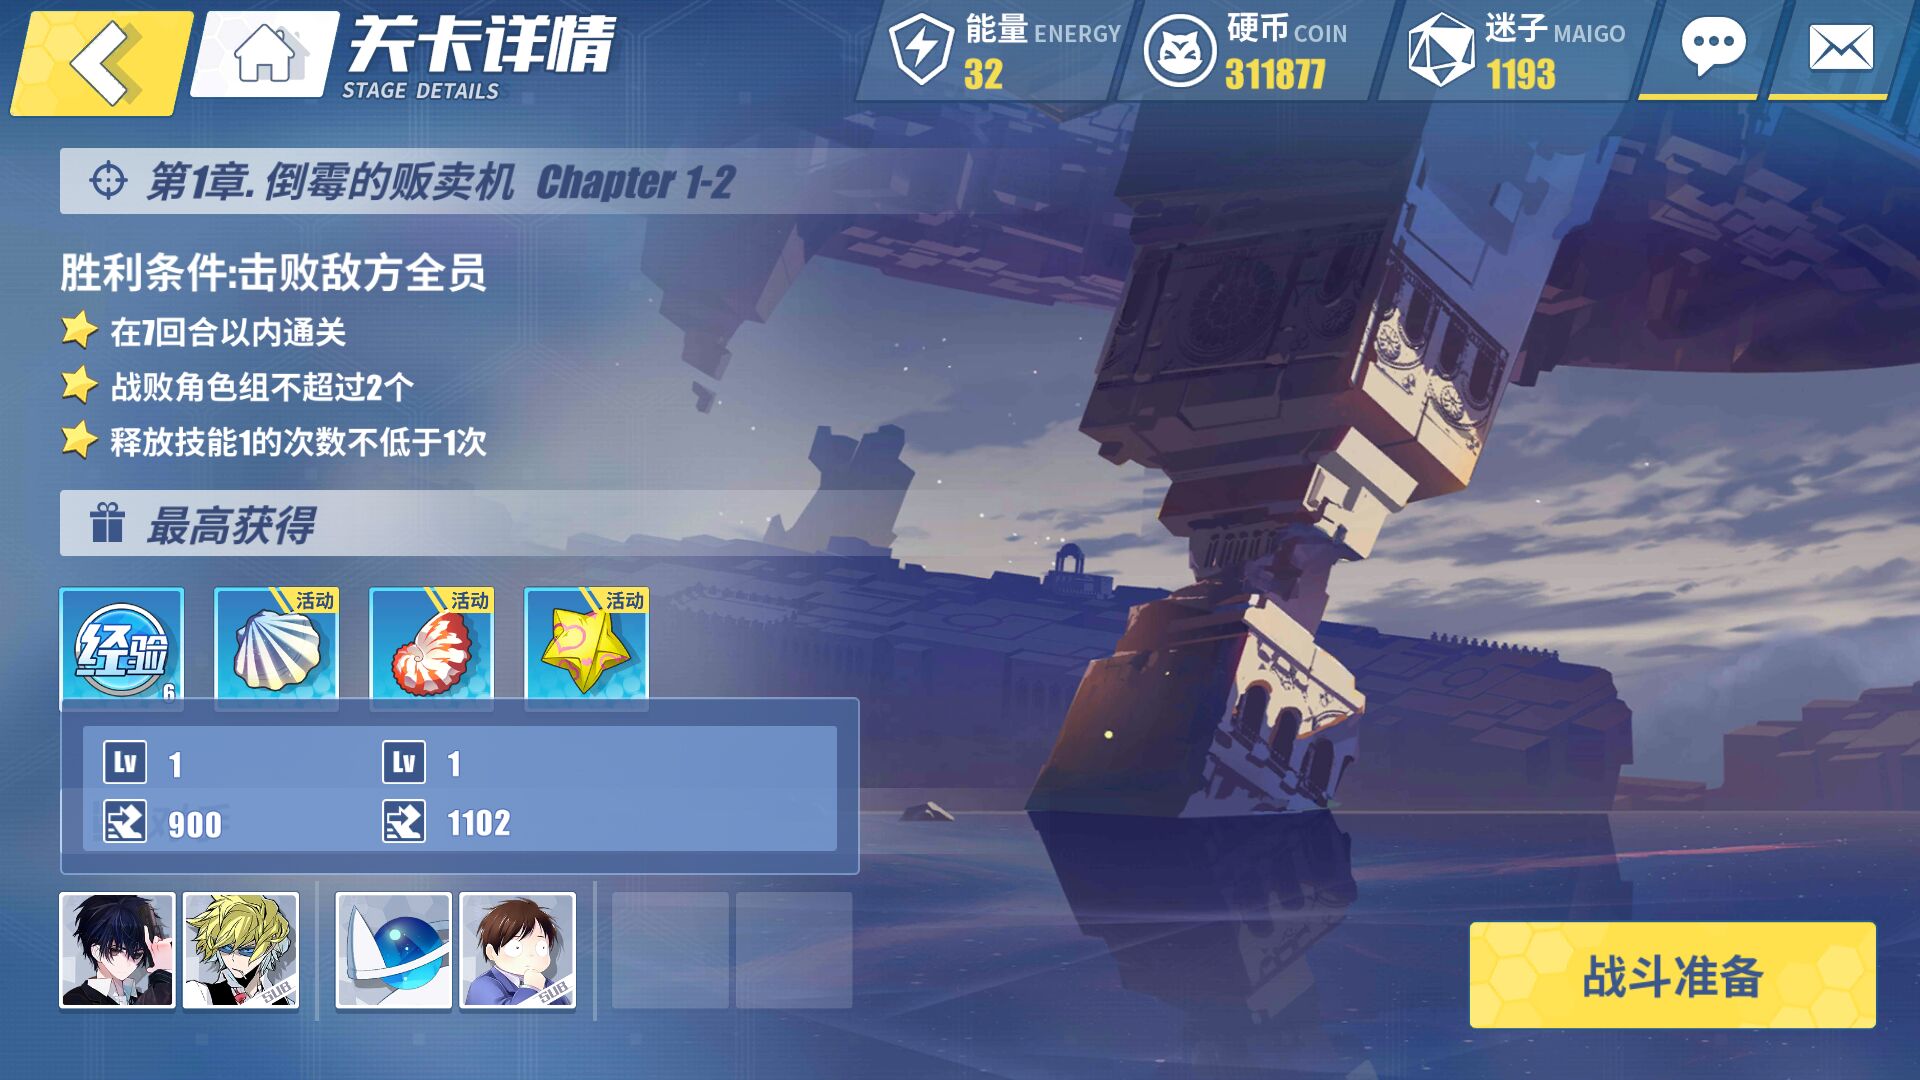 关卡详情
STAGE DETAILS
能量 ENERGY
32
硬币 COIN
311877
迷子 MAIGO
1193
第1章. 倒霉的贩卖机 Chapter 1-2
胜利条件:击败敌方全员
在7回合以内通关
战败角色组不超过2个
释放技能1的次数不低于1次
最高获得
经验
6
活动
活动
活动
Lv 1
Lv 1
900
1102
SUB
SUB
战斗准备